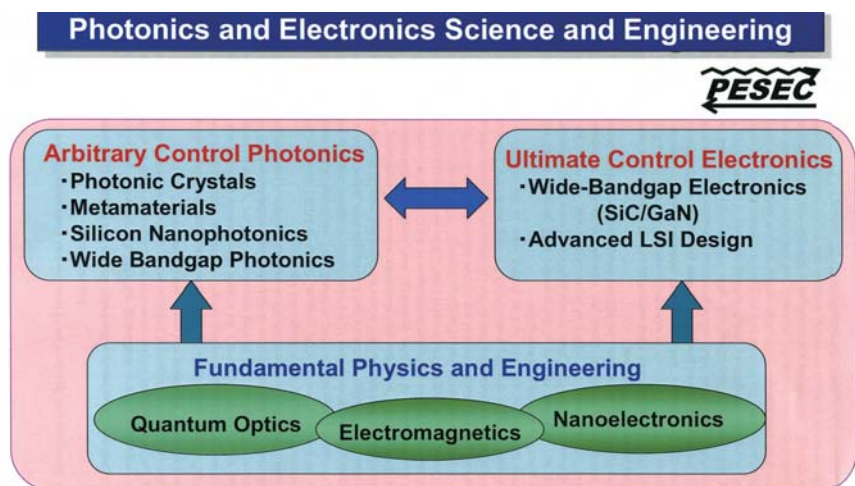 Photonics and Electronics Science and Engineering
PESEC
Arbitrary Control Photonics
・Photonic Crystals
・Metamaterials
・Silicon Nanophotonics
・Wide Bandgap Photonics
Ultimate Control Electronics
・Wide-Bandgap Electronics
(SiC/GaN)
・Advanced LSI Design
Fundamental Physics and Engineering
Quantum Optics
Electromagnetics
Nanoelectronics